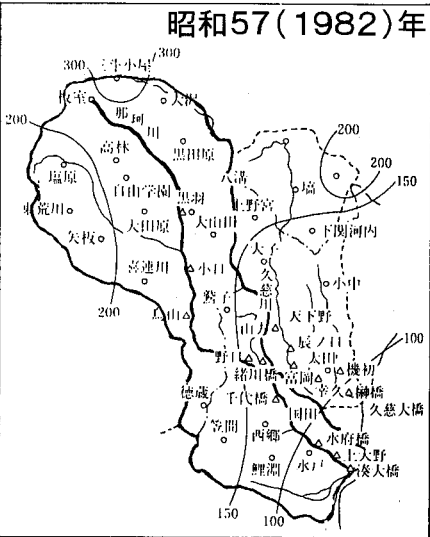 昭和57(1982)年
300
三斗小屋
300
板室
大沢
那珂川
200
高林
黒田原
200
塩原
八溝
200
自由学園
黒羽
塙
150
東荒川
大田原
大山田
上野宮
矢板
下関河内
大子
喜連川
小口
久慈川
小中
200
烏山
鷲子
天下野
山方
辰ノ口
100
野口
太田
機初
緒川橋
富岡
幸久
榊橋
徳蔵
千代橋
久慈大橋
国田
笠間
西郷
水府橋
上大野
鯉淵
水戸
湊大橋
150
100